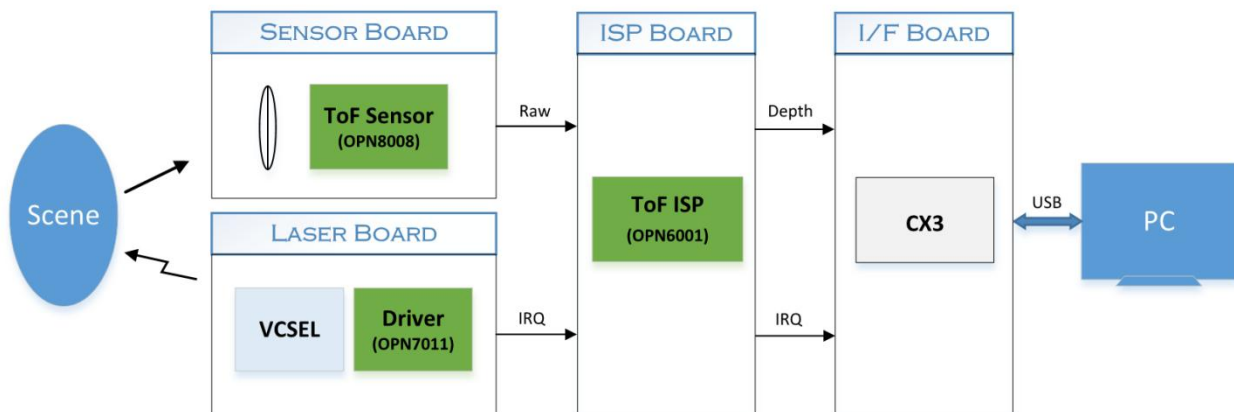 SENSOR BOARD
ISP BOARD
I/F BOARD
ToF Sensor
(OPN8008)
Raw
Depth
Scene
ToF ISP
(OPN6001)
CX3
USB
PC
LASER BOARD
VCSEL
Driver
(OPN7011)
IRQ
IRQ